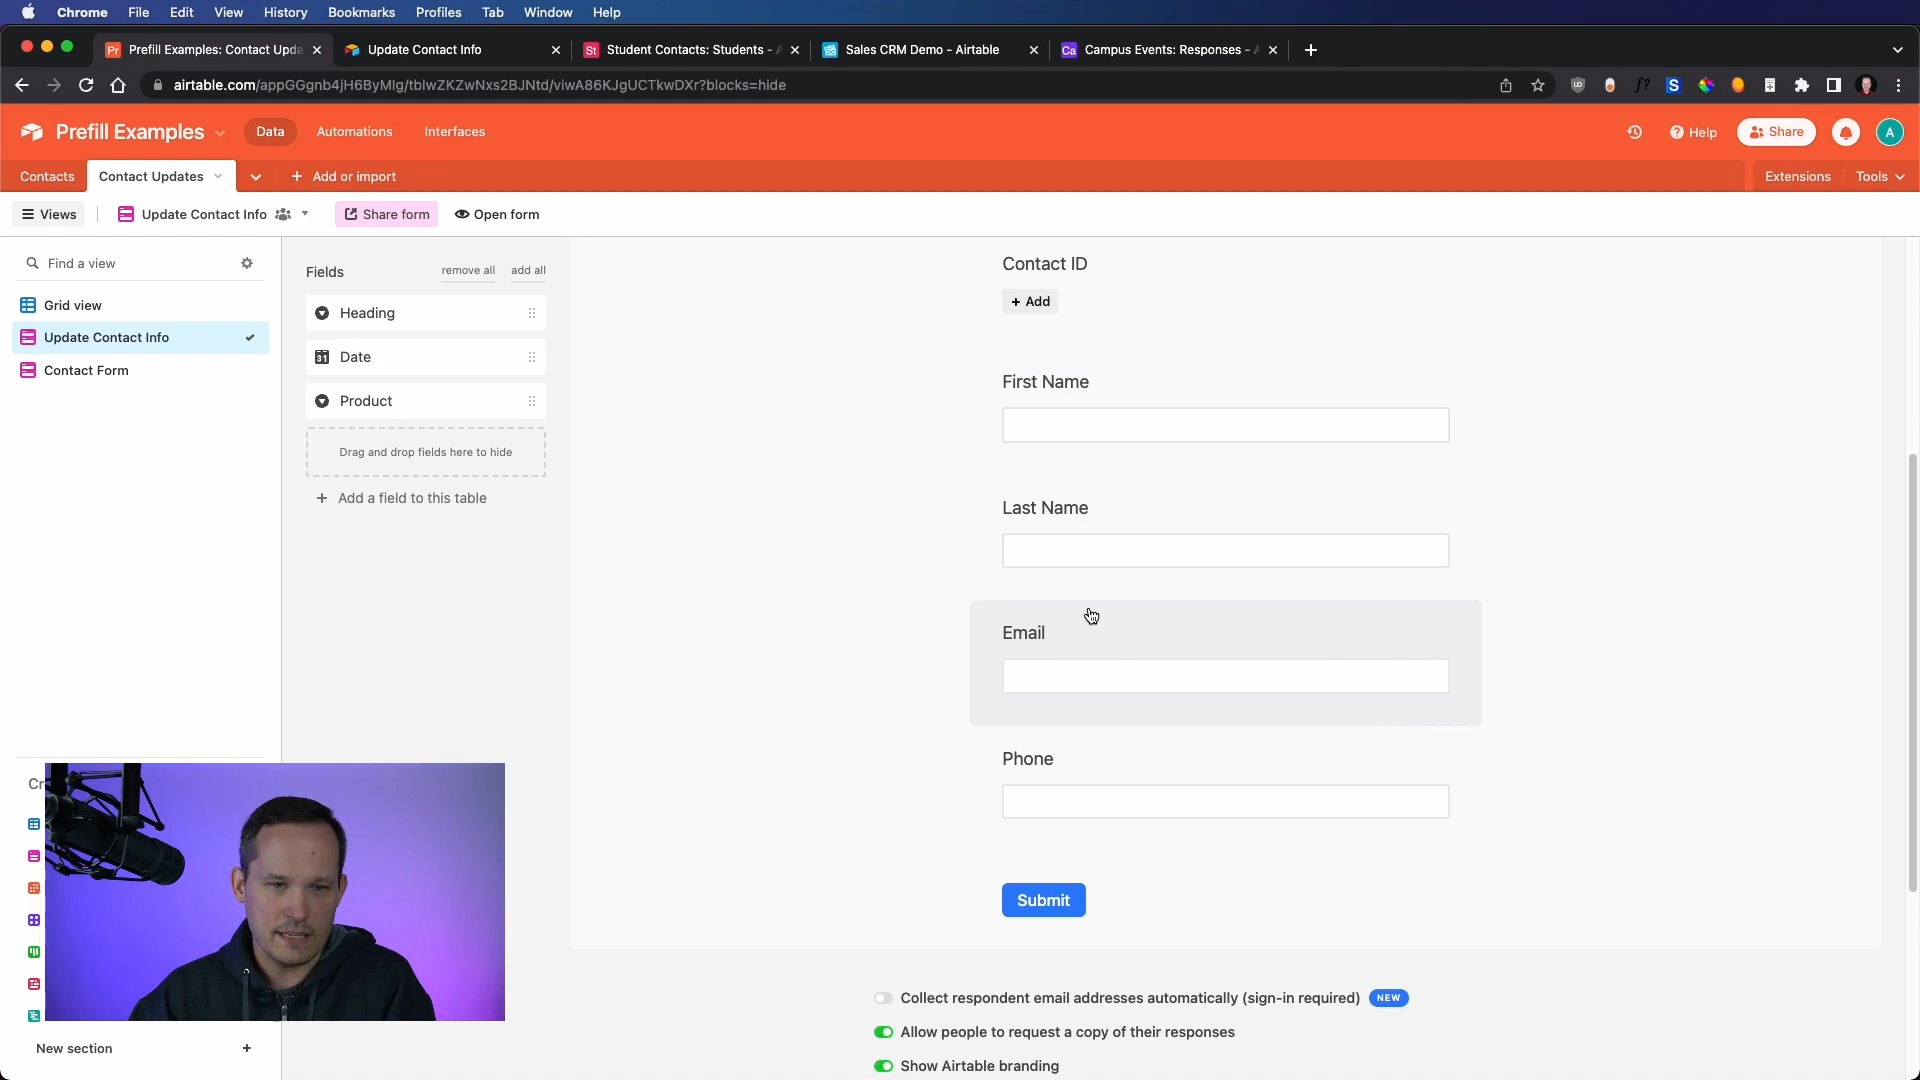 Chrome File Edit View History Bookmarks Profiles Tab Window Help
Pr Prefill Examples: Contact Upda Update Contact Info St Student Contacts: Students - Sales CRM Demo - Airtable Ca Campus Events: Responses -
airtable.com/appGGgnb4jH6ByMlg/tblwZKZwNxs2BJNtd/viwA86KJgUCTkwDXr?blocks=hide
Prefill Examples Data Automations Interfaces Help Share A
Contacts Contact Updates Add or import Extensions Tools
Views Update Contact Info Share form Open form
Find a view
Grid view
Update Contact Info
Contact Form
Fields remove all add all
Heading
31 Date
Product
Drag and drop fields here to hide
+ Add a field to this table
Contact ID
+ Add
First Name
Last Name
Email
Phone
Submit
Collect respondent email addresses automatically (sign-in required) NEW
Allow people to request a copy of their responses
Show Airtable branding
Cr
New section +